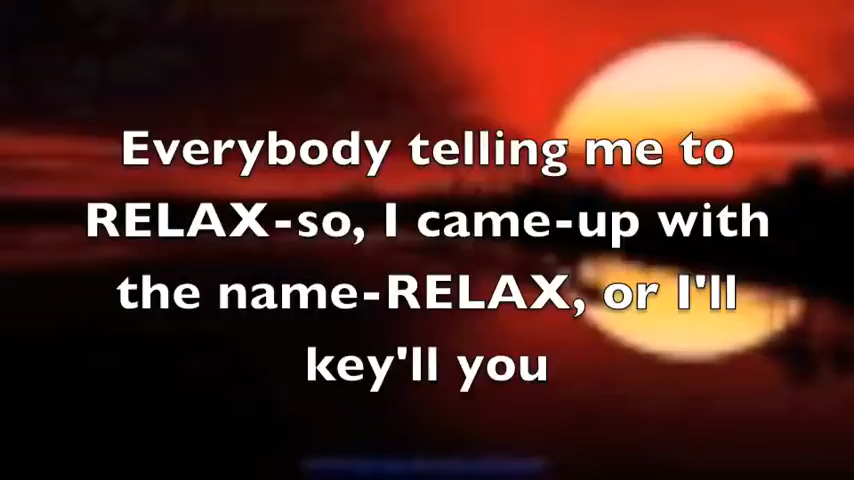 Everybody telling me to
RELAX-so, I came-up with
the name-RELAX, or I'll
key'll you